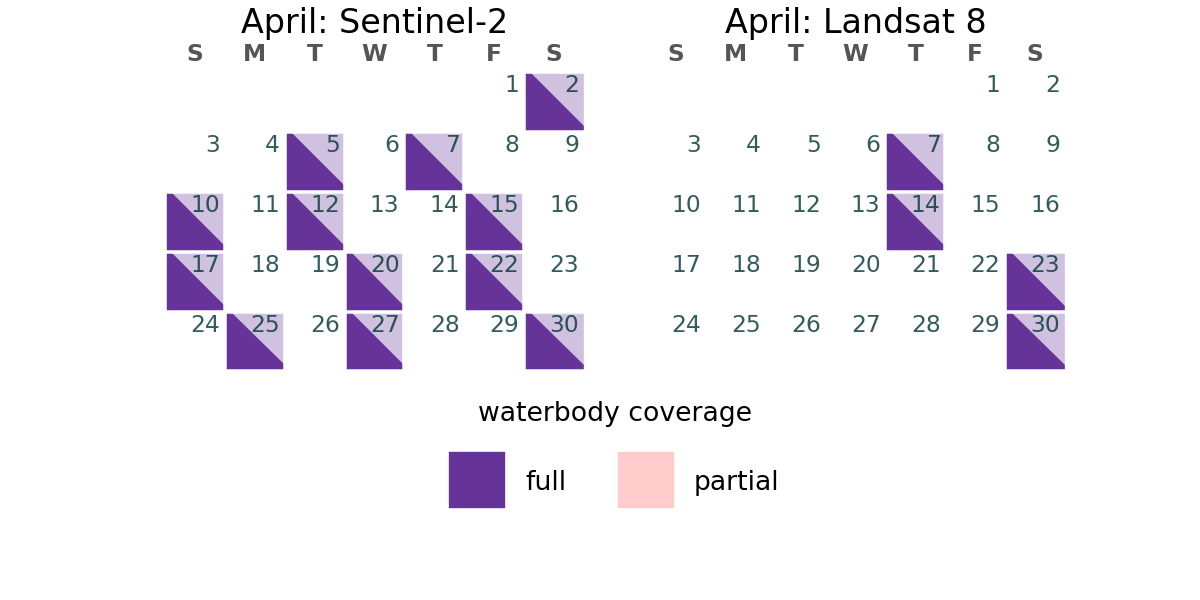 April: Sentinel-2
S M T W T F S
1 2
3 4 5 6 7 8 9
10 11 12 13 14 15 16
17 18 19 20 21 22 23
24 25 26 27 28 29 30
April: Landsat 8
S M T W T F S
1 2
3 4 5 6 7 8 9
10 11 12 13 14 15 16
17 18 19 20 21 22 23
24 25 26 27 28 29 30
waterbody coverage
full partial